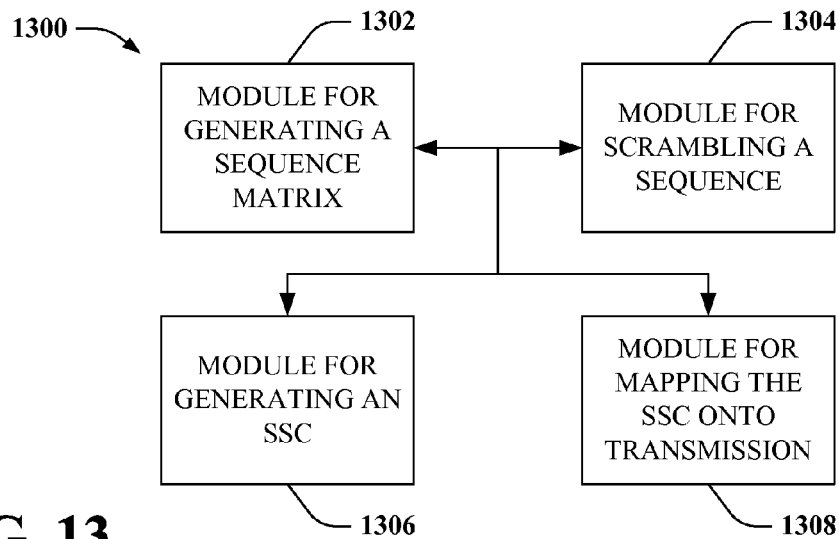 1300
1302
1304
MODULE FOR
GENERATING A
SEQUENCE
MATRIX
MODULE FOR
SCRAMBLING A
SEQUENCE
MODULE FOR
GENERATING AN
SSC
MODULE FOR
MAPPING THE
SSC ONTO
TRANSMISSION
1306
1308
G. 13